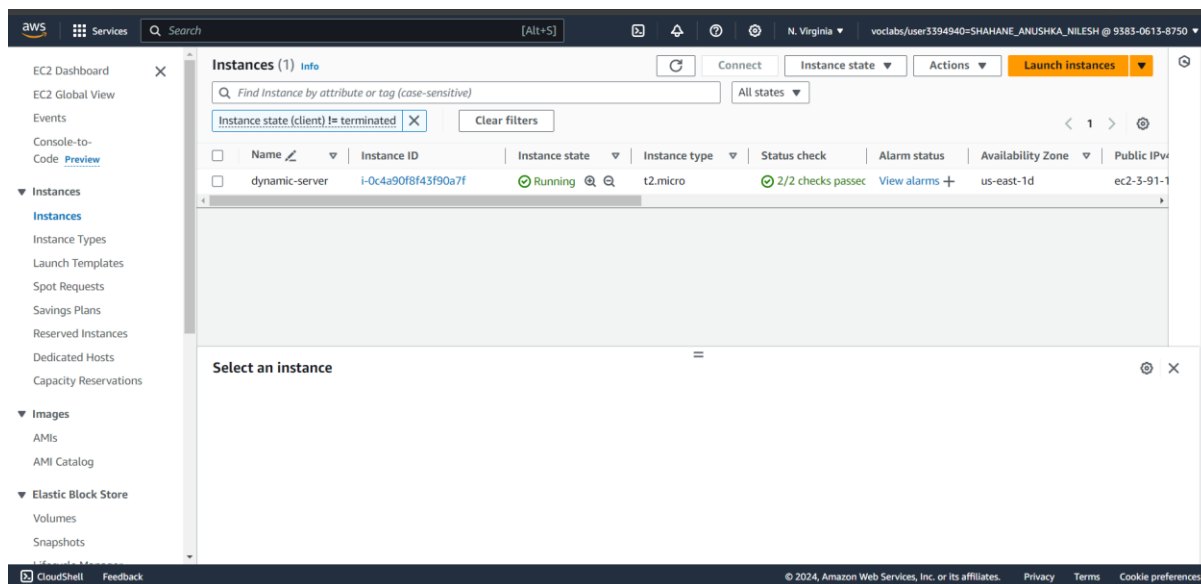 aws Services Search [Alt+S] N. Virginia voclabs/user3394940=SHAHANE_ANUSHKA_NILESH @ 9383-0613-8750
EC2 Dashboard
EC2 Global View
Events
Console-to-
Code Preview
Instances
Instances
Instance Types
Launch Templates
Spot Requests
Savings Plans
Reserved Instances
Dedicated Hosts
Capacity Reservations
Images
AMIs
AMI Catalog
Elastic Block Store
Volumes
Snapshots
Instances (1) Info Connect Instance state Actions Launch instances
Find Instance by attribute or tag (case-sensitive) All states
Instance state (client) != terminated Clear filters
1
Name Instance ID Instance state Instance type Status check Alarm status Availability Zone Public IPv4
dynamic-server i-0c4a90f8f43f90a7f Running t2.micro 2/2 checks passec View alarms us-east-1d ec2-3-91-1
Select an instance
CloudShell Feedback © 2024, Amazon Web Services, Inc. or its affiliates. Privacy Terms Cookie preferences